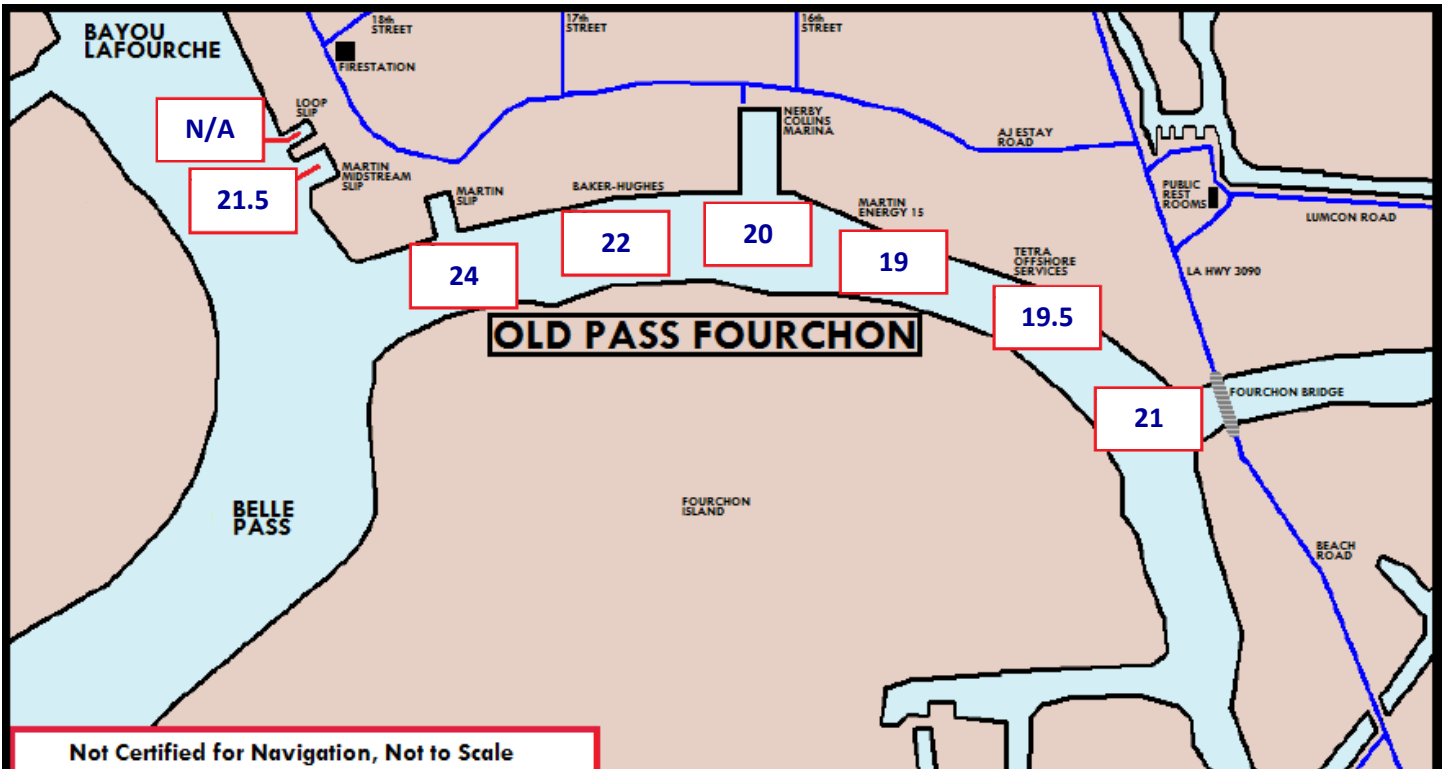 BAYOU
LAFOURCHE
18th
STREET
17th
STREET
16th
STREET
FIRESTATION
LOOP
SLIP
N/A
NERBY
COLLINS
MARINA
AJ ESTAY
ROAD
MARTIN
MIDSTREAM
SLIP
21.5
MARTIN
SLIP
BAKER-HUGHES
MARTIN
ENERGY 15
PUBLIC
REST
ROOMS
LUMCON ROAD
24
22
20
19
TETRA
OFFSHORE
SERVICES
LA HWY 3090
19.5
OLD PASS FOURCHON
21
FOURCHON BRIDGE
BELLE
PASS
FOURCHON
ISLAND
BEACH
ROAD
Not Certified for Navigation, Not to Scale